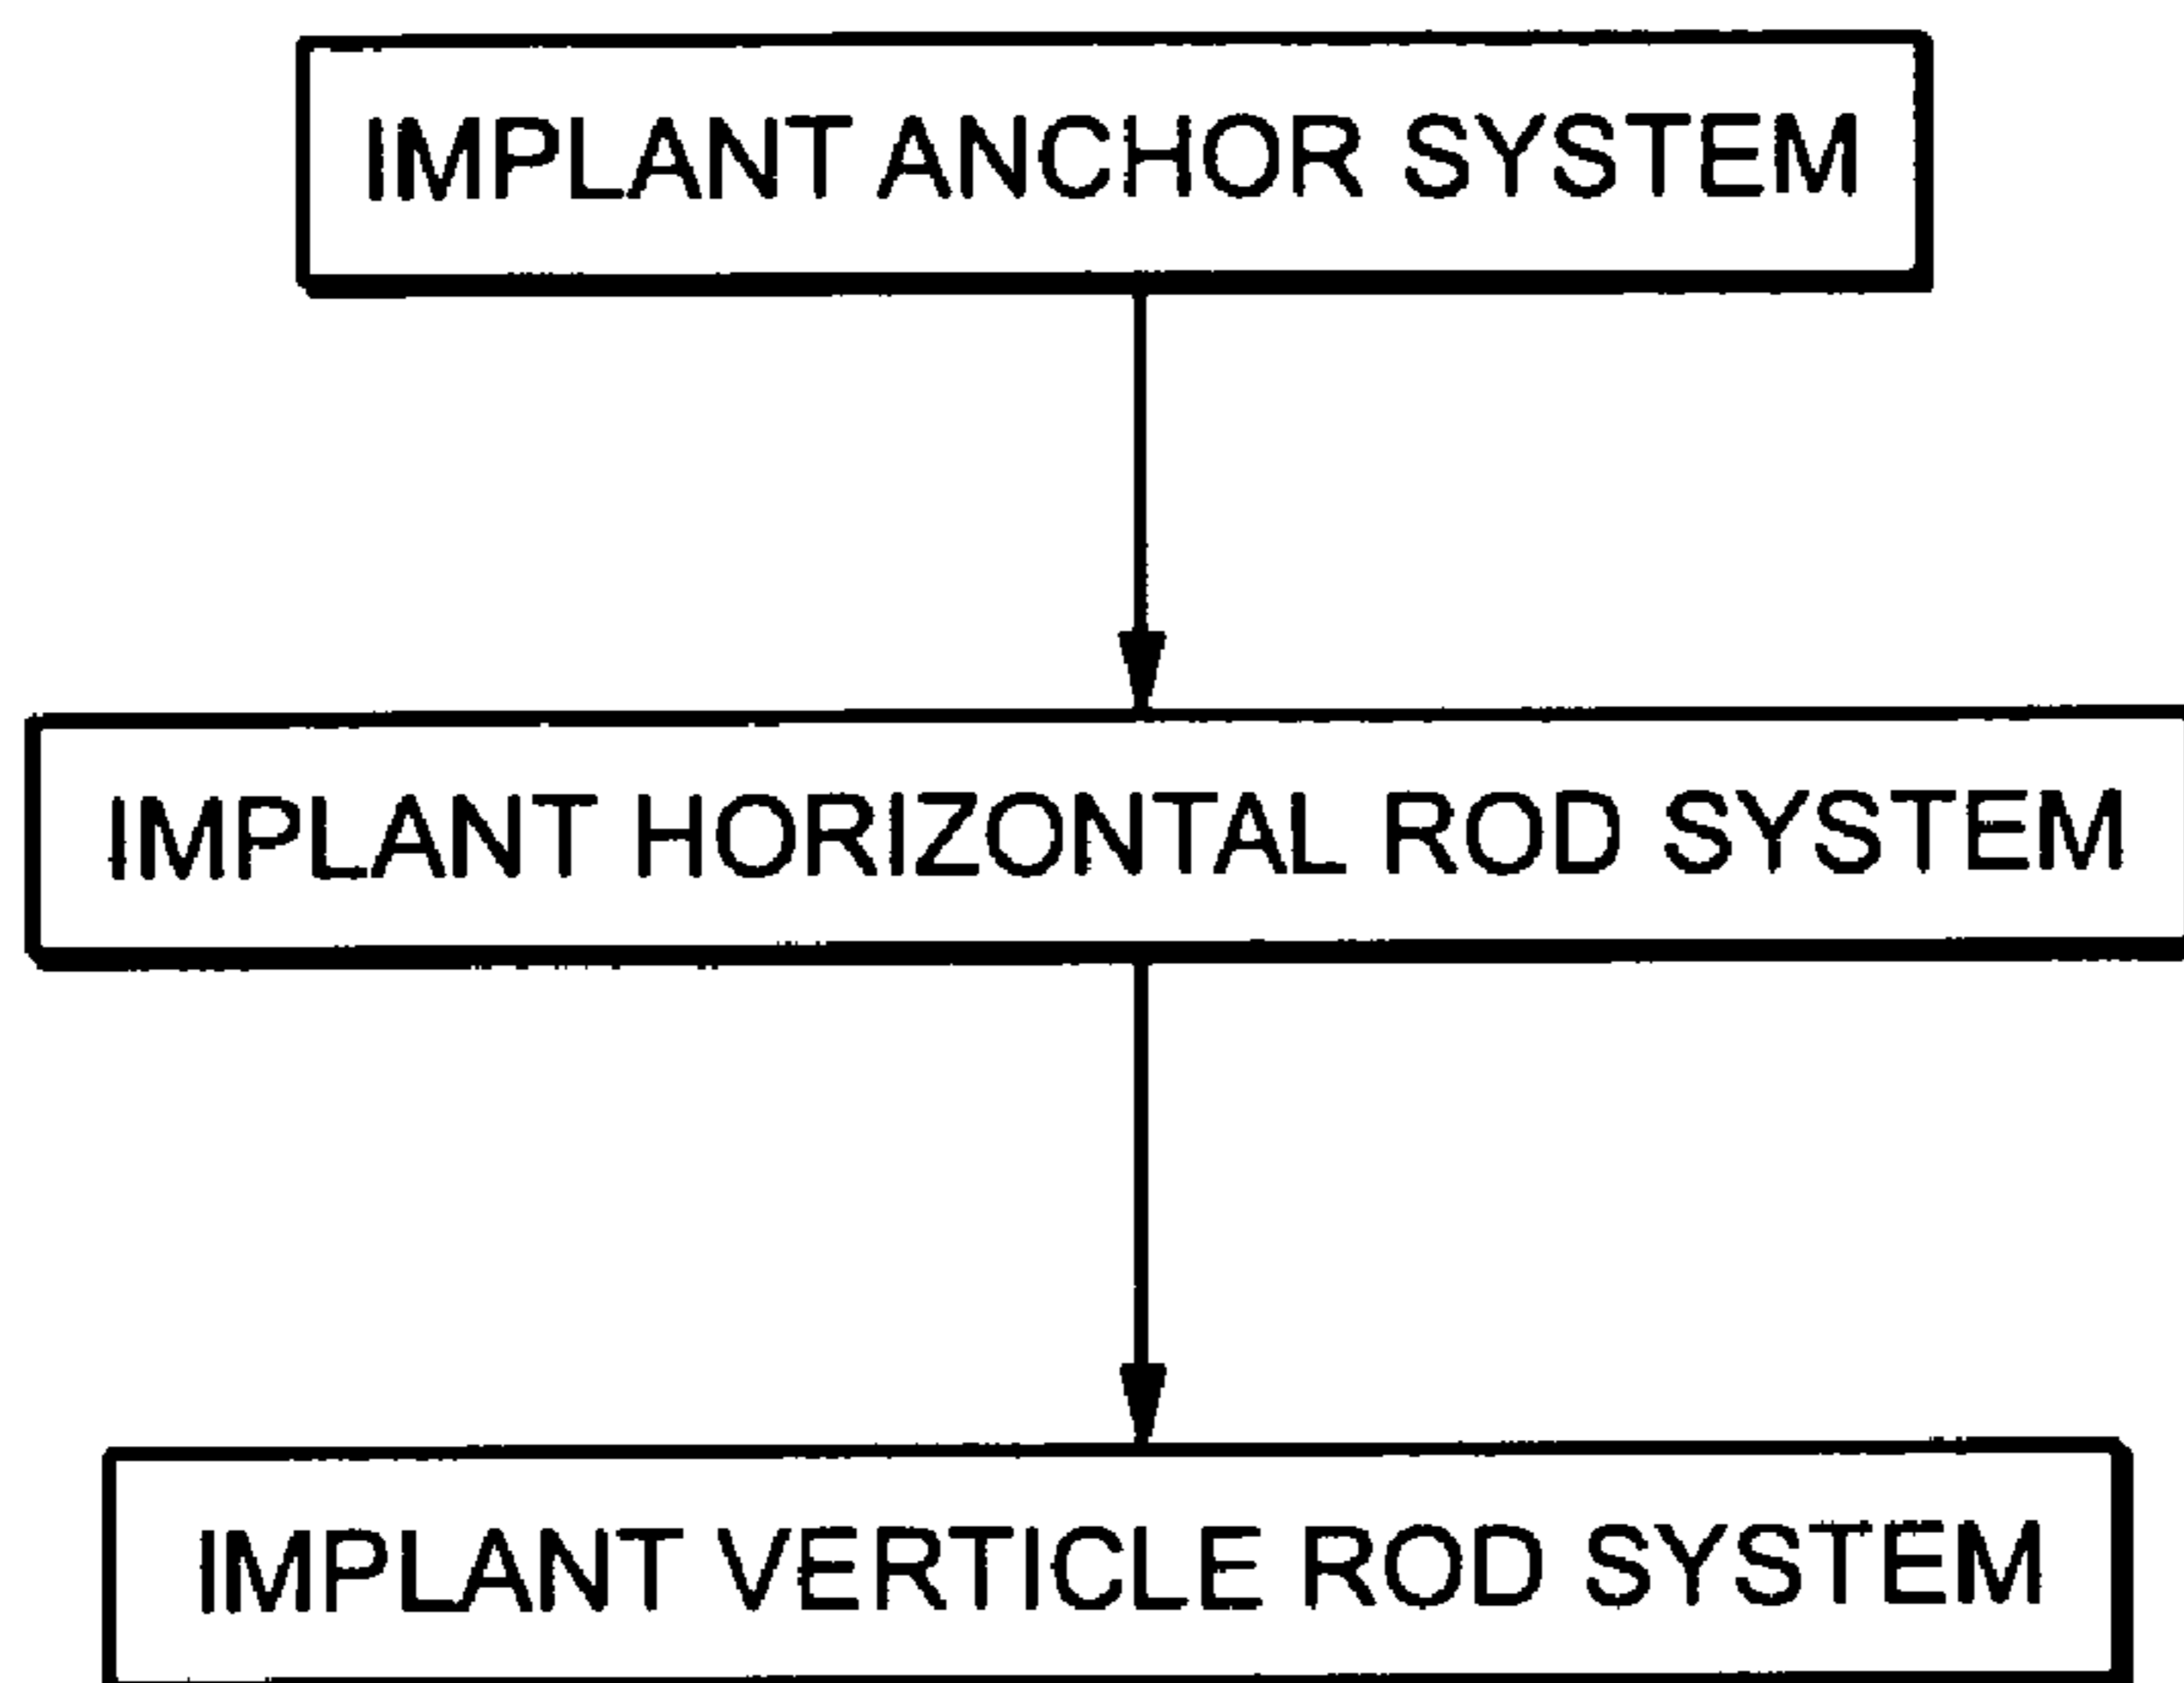 IMPLANT ANCHOR SYSTEM
IMPLANT HORIZONTAL ROD SYSTEM
IMPLANT VERTICLE ROD SYSTEM